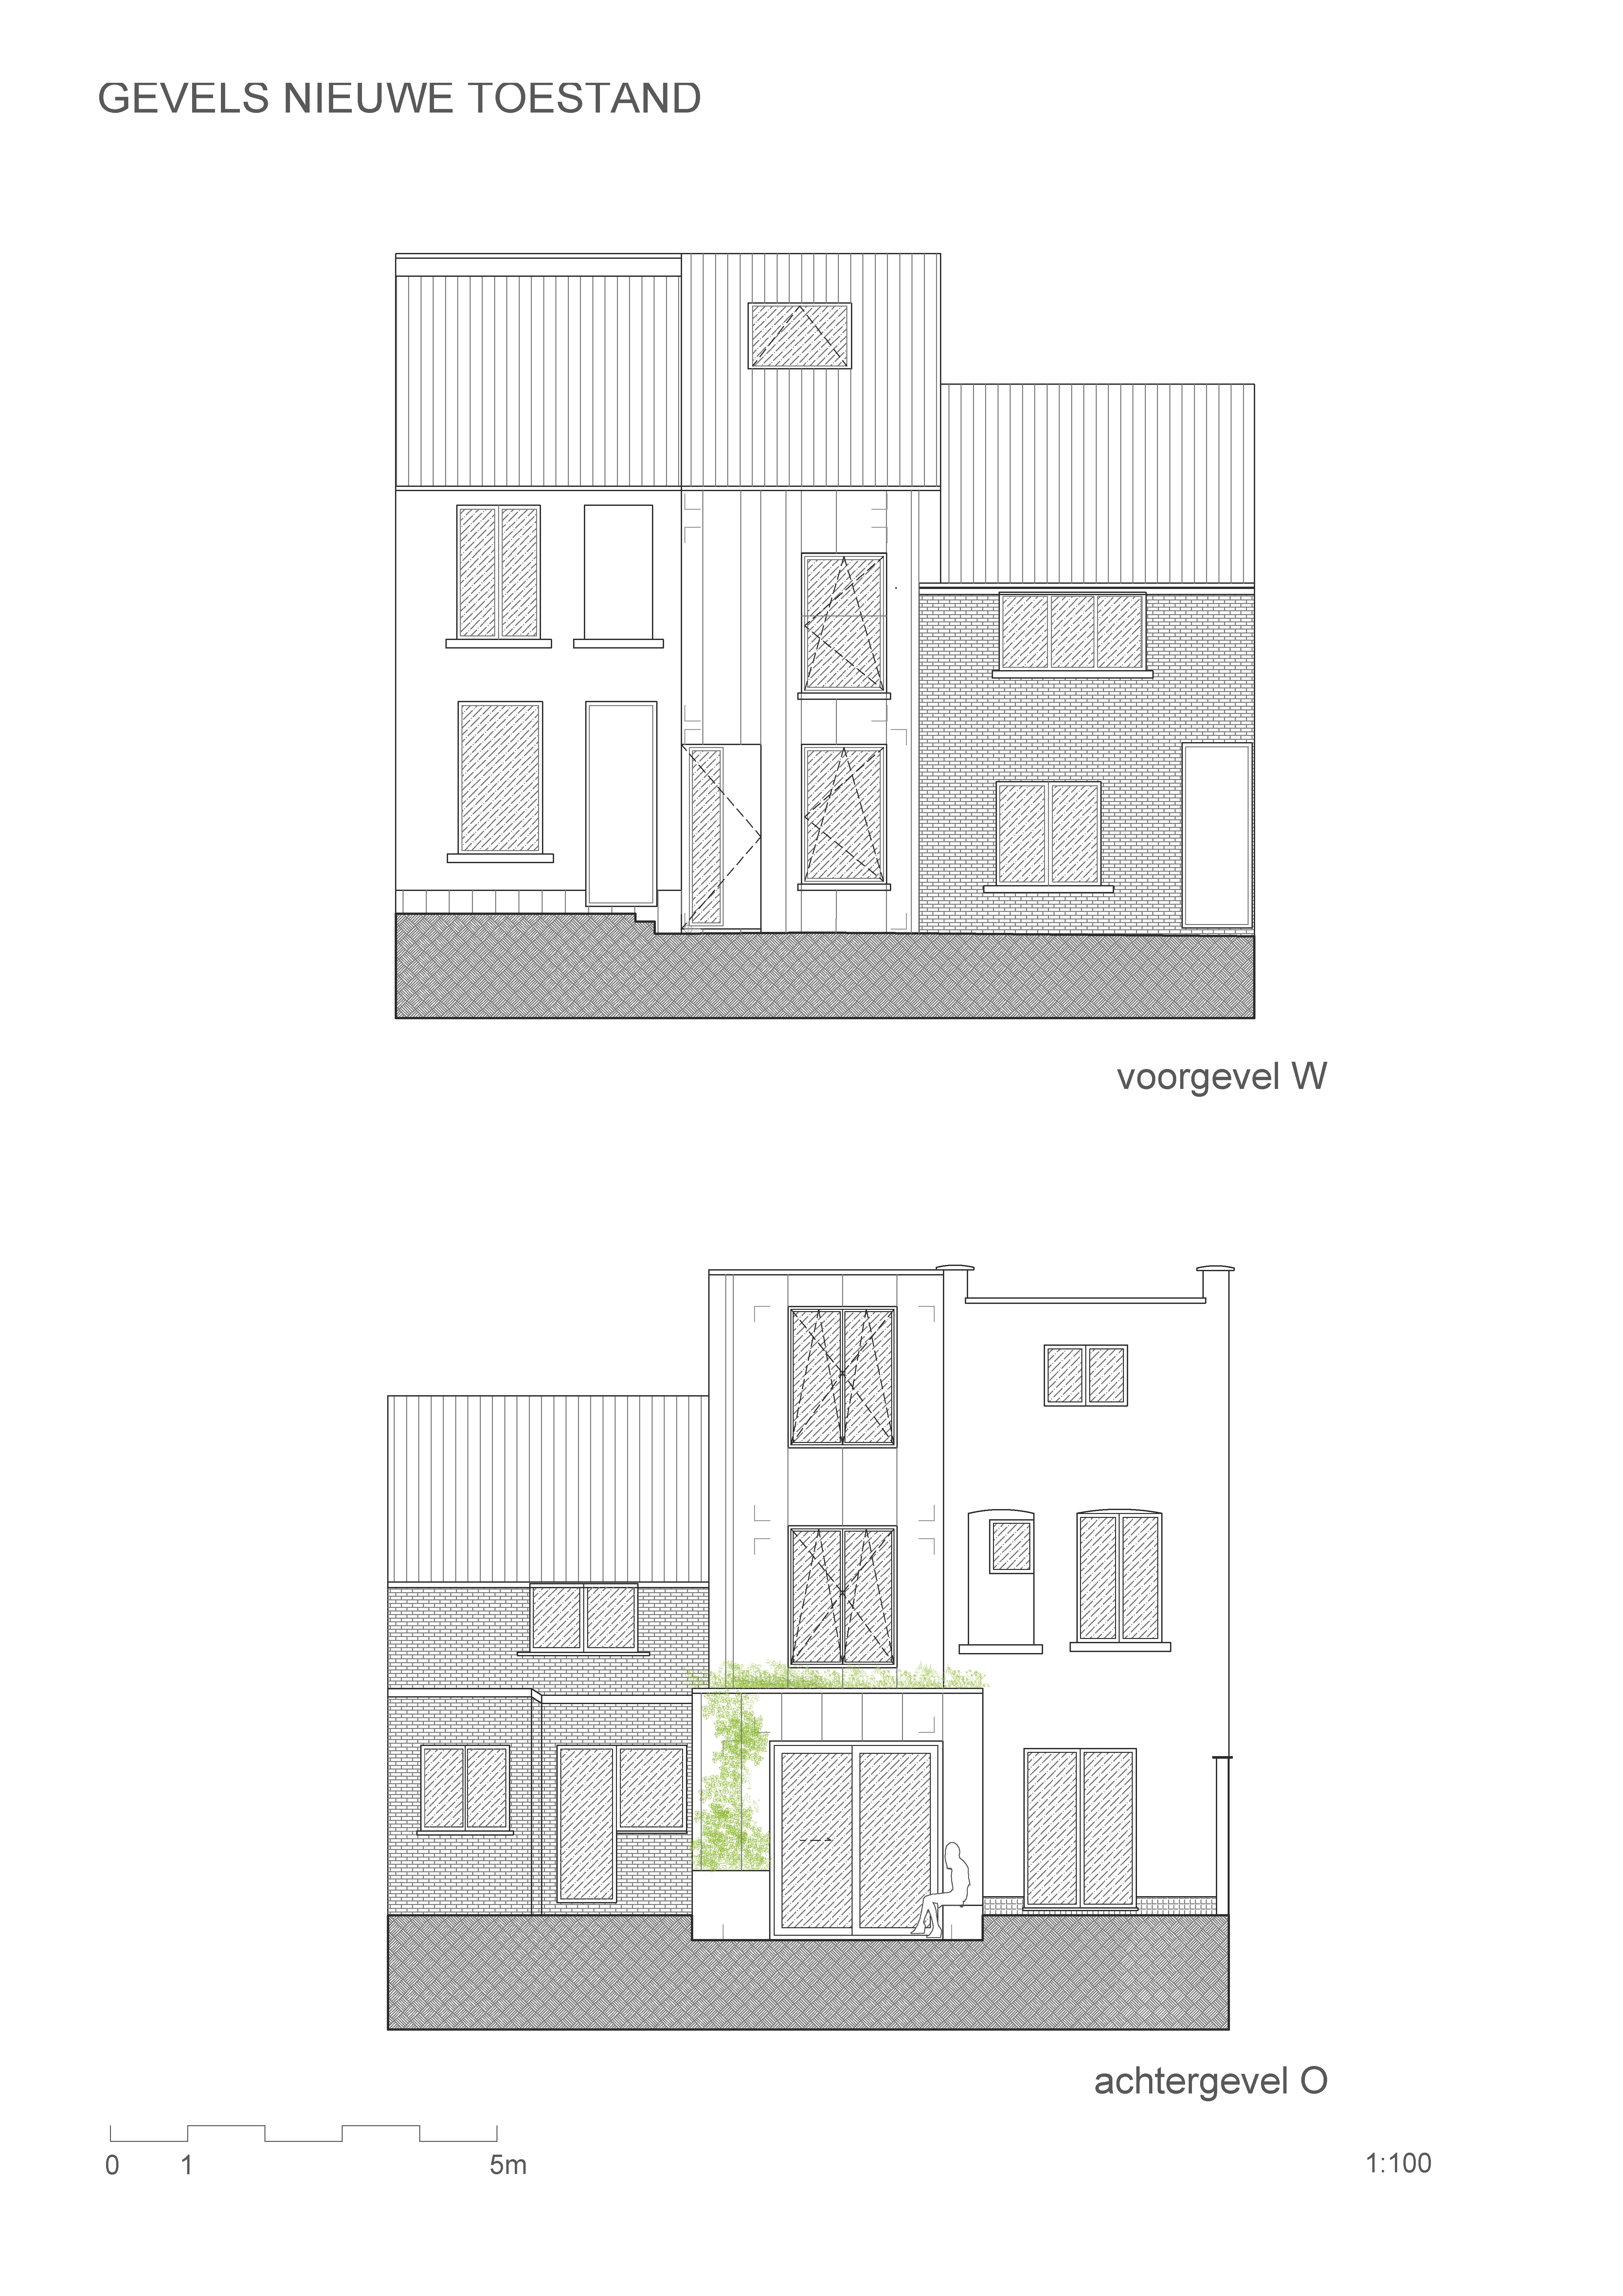 GEVELS NIEUWE TOESTAND
voorgevel W
achtergevel O
0 1 5m
1:100